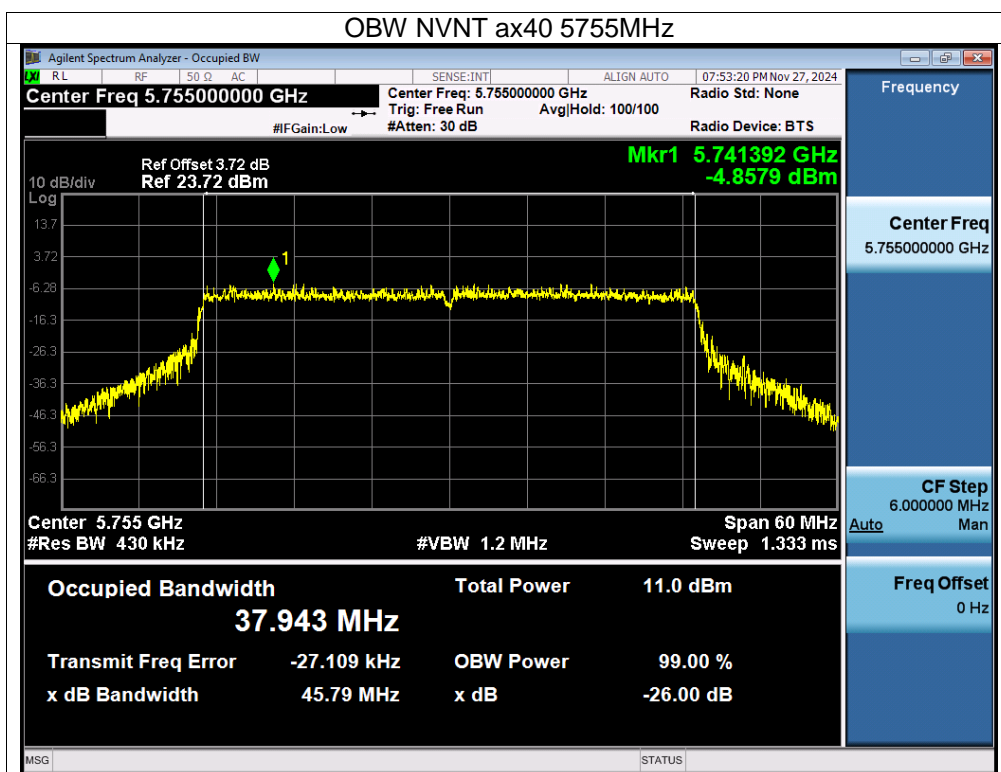 OBW NVNT ax40 5755MHz
Agilent Spectrum Analyzer - Occupied BW
LXI RL RF 50 Ω AC SENSE:INT ALIGN AUTO 07:53:20 PM Nov 27, 2024
Center Freq 5.755000000 GHz
Center Freq: 5.755000000 GHz
Radio Std: None
Trig: Free Run Avg|Hold: 100/100
#IFGain:Low #Atten: 30 dB Radio Device: BTS
Mkr1 5.741392 GHz
-4.8579 dBm
Ref Offset 3.72 dB
10 dB/div Ref 23.72 dBm
Log
13.7
3.72
-6.28
-16.3
-26.3
-36.3
-46.3
-56.3
-66.3
1
Center 5.755 GHz Span 60 MHz
#Res BW 430 kHz #VBW 1.2 MHz Sweep 1.333 ms
Occupied Bandwidth Total Power 11.0 dBm
37.943 MHz
Transmit Freq Error -27.109 kHz OBW Power 99.00 %
x dB Bandwidth 45.79 MHz x dB -26.00 dB
Frequency
Center Freq
5.755000000 GHz
CF Step
6.000000 MHz
Auto Man
Freq Offset
0 Hz
MSG STATUS